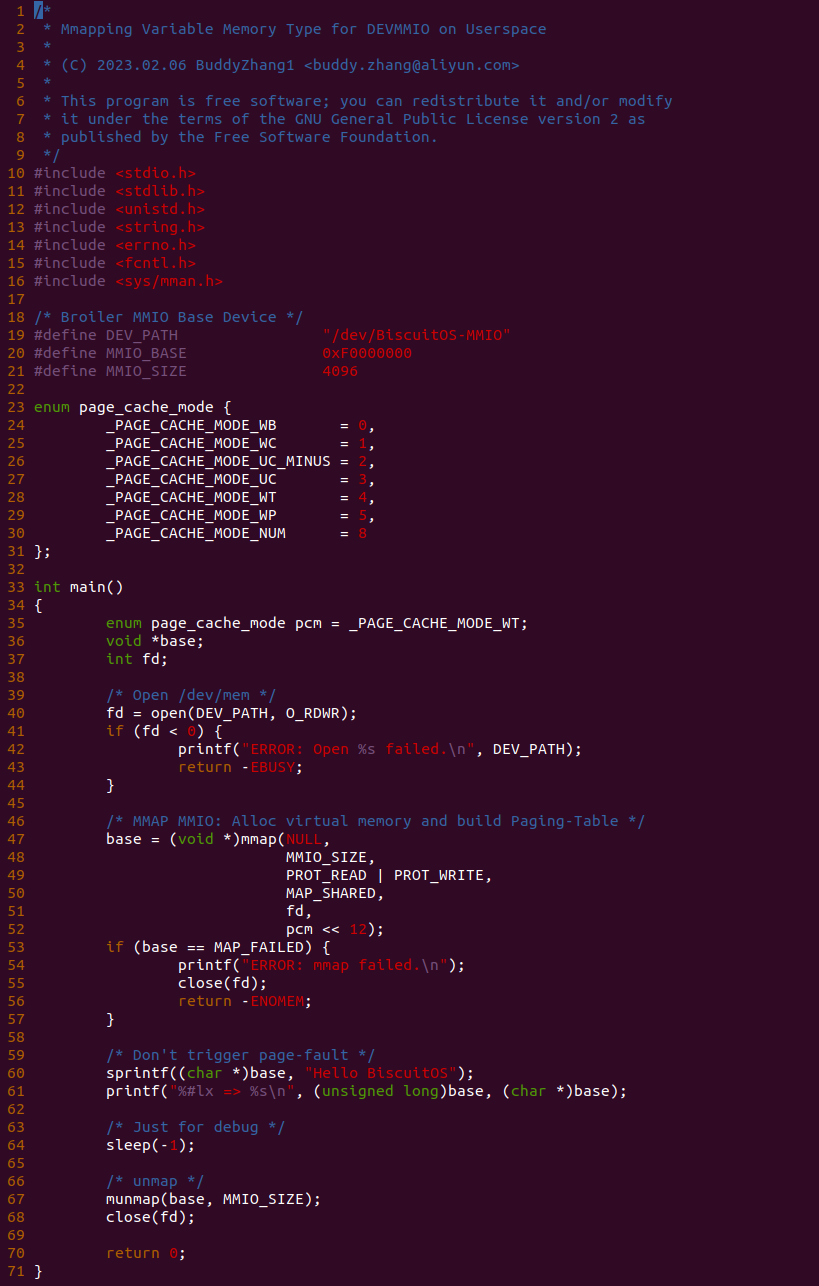 1 /*
2  * Mmapping Variable Memory Type for DEVMMIO on Userspace
3  *
4  * (C) 2023.02.06 BuddyZhang1 <buddy.zhang@aliyun.com>
5  *
6  * This program is free software; you can redistribute it and/or modify
7  * it under the terms of the GNU General Public License version 2 as
8  * published by the Free Software Foundation.
9  */
10 #include <stdio.h>
11 #include <stdlib.h>
12 #include <unistd.h>
13 #include <string.h>
14 #include <errno.h>
15 #include <fcntl.h>
16 #include <sys/mman.h>
17
18 /* Broiler MMIO Base Device */
19 #define DEV_PATH                "/dev/BiscuitOS-MMIO"
20 #define MMIO_BASE               0xF0000000
21 #define MMIO_SIZE               4096
22
23 enum page_cache_mode {
24         _PAGE_CACHE_MODE_WB       = 0,
25         _PAGE_CACHE_MODE_WC       = 1,
26         _PAGE_CACHE_MODE_UC_MINUS = 2,
27         _PAGE_CACHE_MODE_UC       = 3,
28         _PAGE_CACHE_MODE_WT       = 4,
29         _PAGE_CACHE_MODE_WP       = 5,
30         _PAGE_CACHE_MODE_NUM      = 8
31 };
32
33 int main()
34 {
35         enum page_cache_mode pcm = _PAGE_CACHE_MODE_WT;
36         void *base;
37         int fd;
38
39         /* Open /dev/mem */
40         fd = open(DEV_PATH, O_RDWR);
41         if (fd < 0) {
42                 printf("ERROR: Open %s failed.\n", DEV_PATH);
43                 return -EBUSY;
44         }
45
46         /* MMAP MMIO: Alloc virtual memory and build Paging-Table */
47         base = (void *)mmap(NULL,
48                             MMIO_SIZE,
49                             PROT_READ | PROT_WRITE,
50                             MAP_SHARED,
51                             fd,
52                             pcm << 12);
53         if (base == MAP_FAILED) {
54                 printf("ERROR: mmap failed.\n");
55                 close(fd);
56                 return -ENOMEM;
57         }
58
59         /* Don't trigger page-fault */
60         sprintf((char *)base, "Hello BiscuitOS");
61         printf("%#lx => %s\n", (unsigned long)base, (char *)base);
62
63         /* Just for debug */
64         sleep(-1);
65
66         /* unmap */
67         munmap(base, MMIO_SIZE);
68         close(fd);
69
70         return 0;
71 }